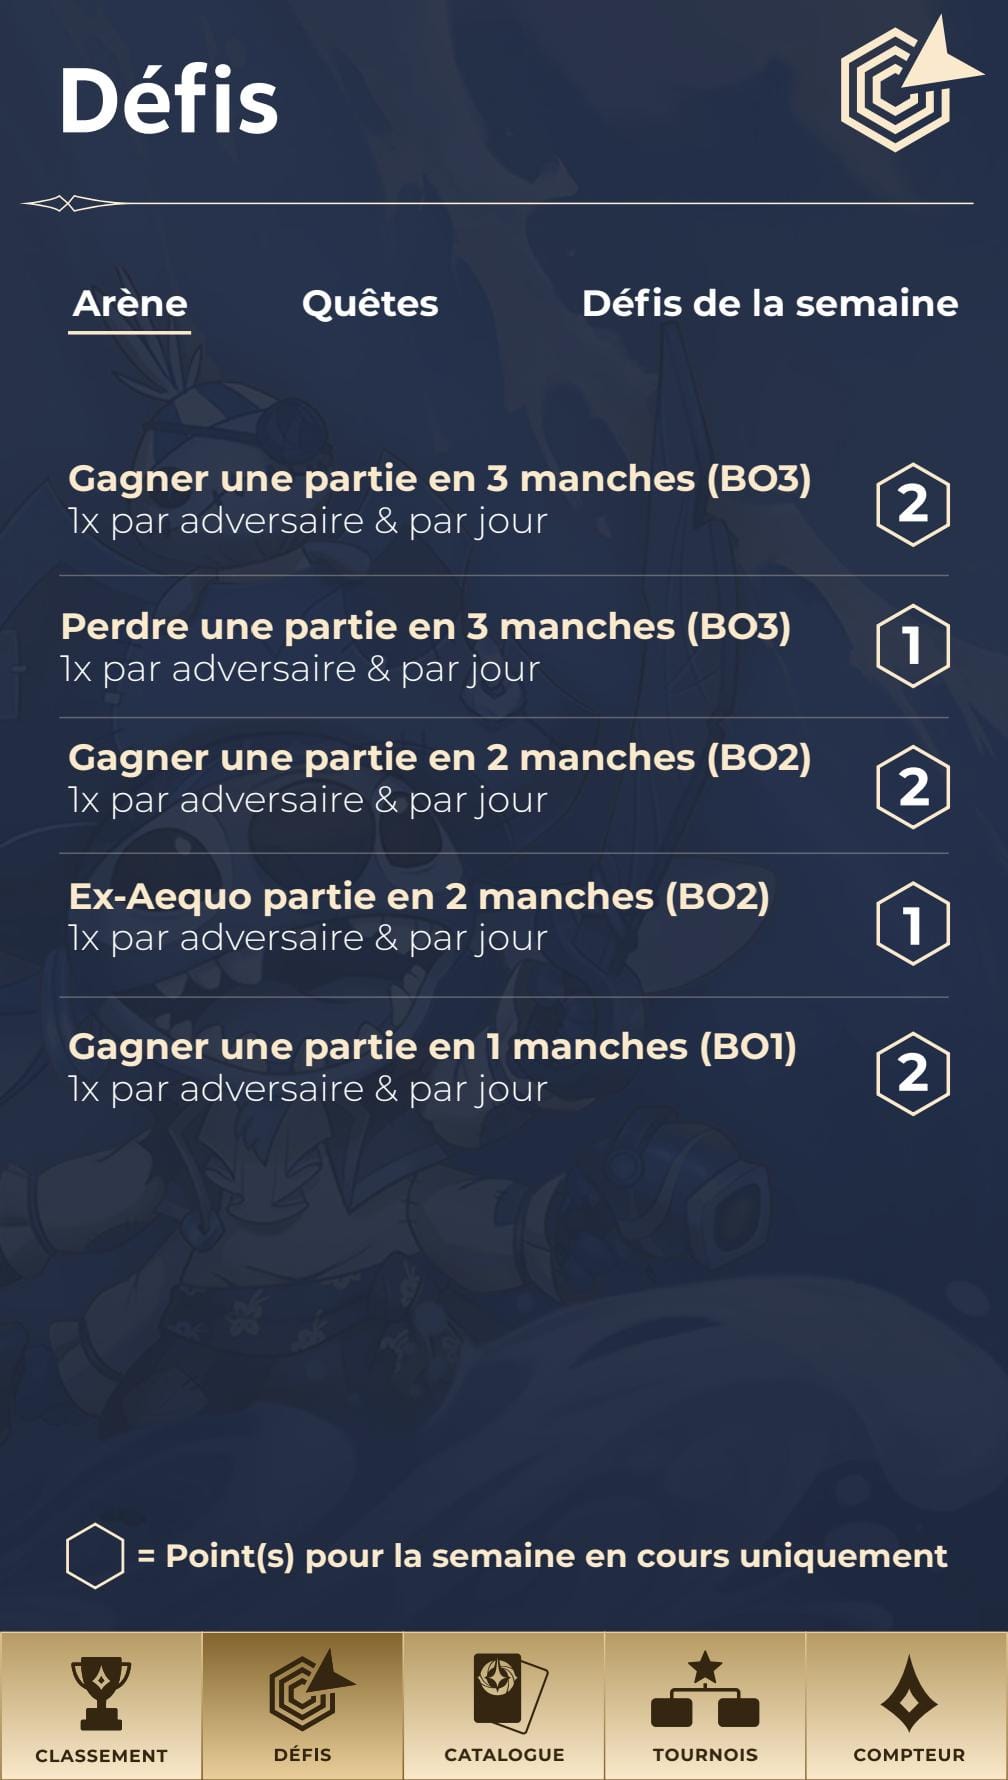 Défis
Arène Quêtes Défis de la semaine
Gagner une partie en 3 manches (BO3)
1x par adversaire & par jour
2
Perdre une partie en 3 manches (BO3)
1x par adversaire & par jour
1
Gagner une partie en 2 manches (BO2)
1x par adversaire & par jour
2
Ex-Aequo partie en 2 manches (BO2)
1x par adversaire & par jour
1
Gagner une partie en 1 manches (BO1)
1x par adversaire & par jour
2
= Point(s) pour la semaine en cours uniquement
CLASSEMENT DÉFIS CATALOGUE TOURNOIS COMPTEUR